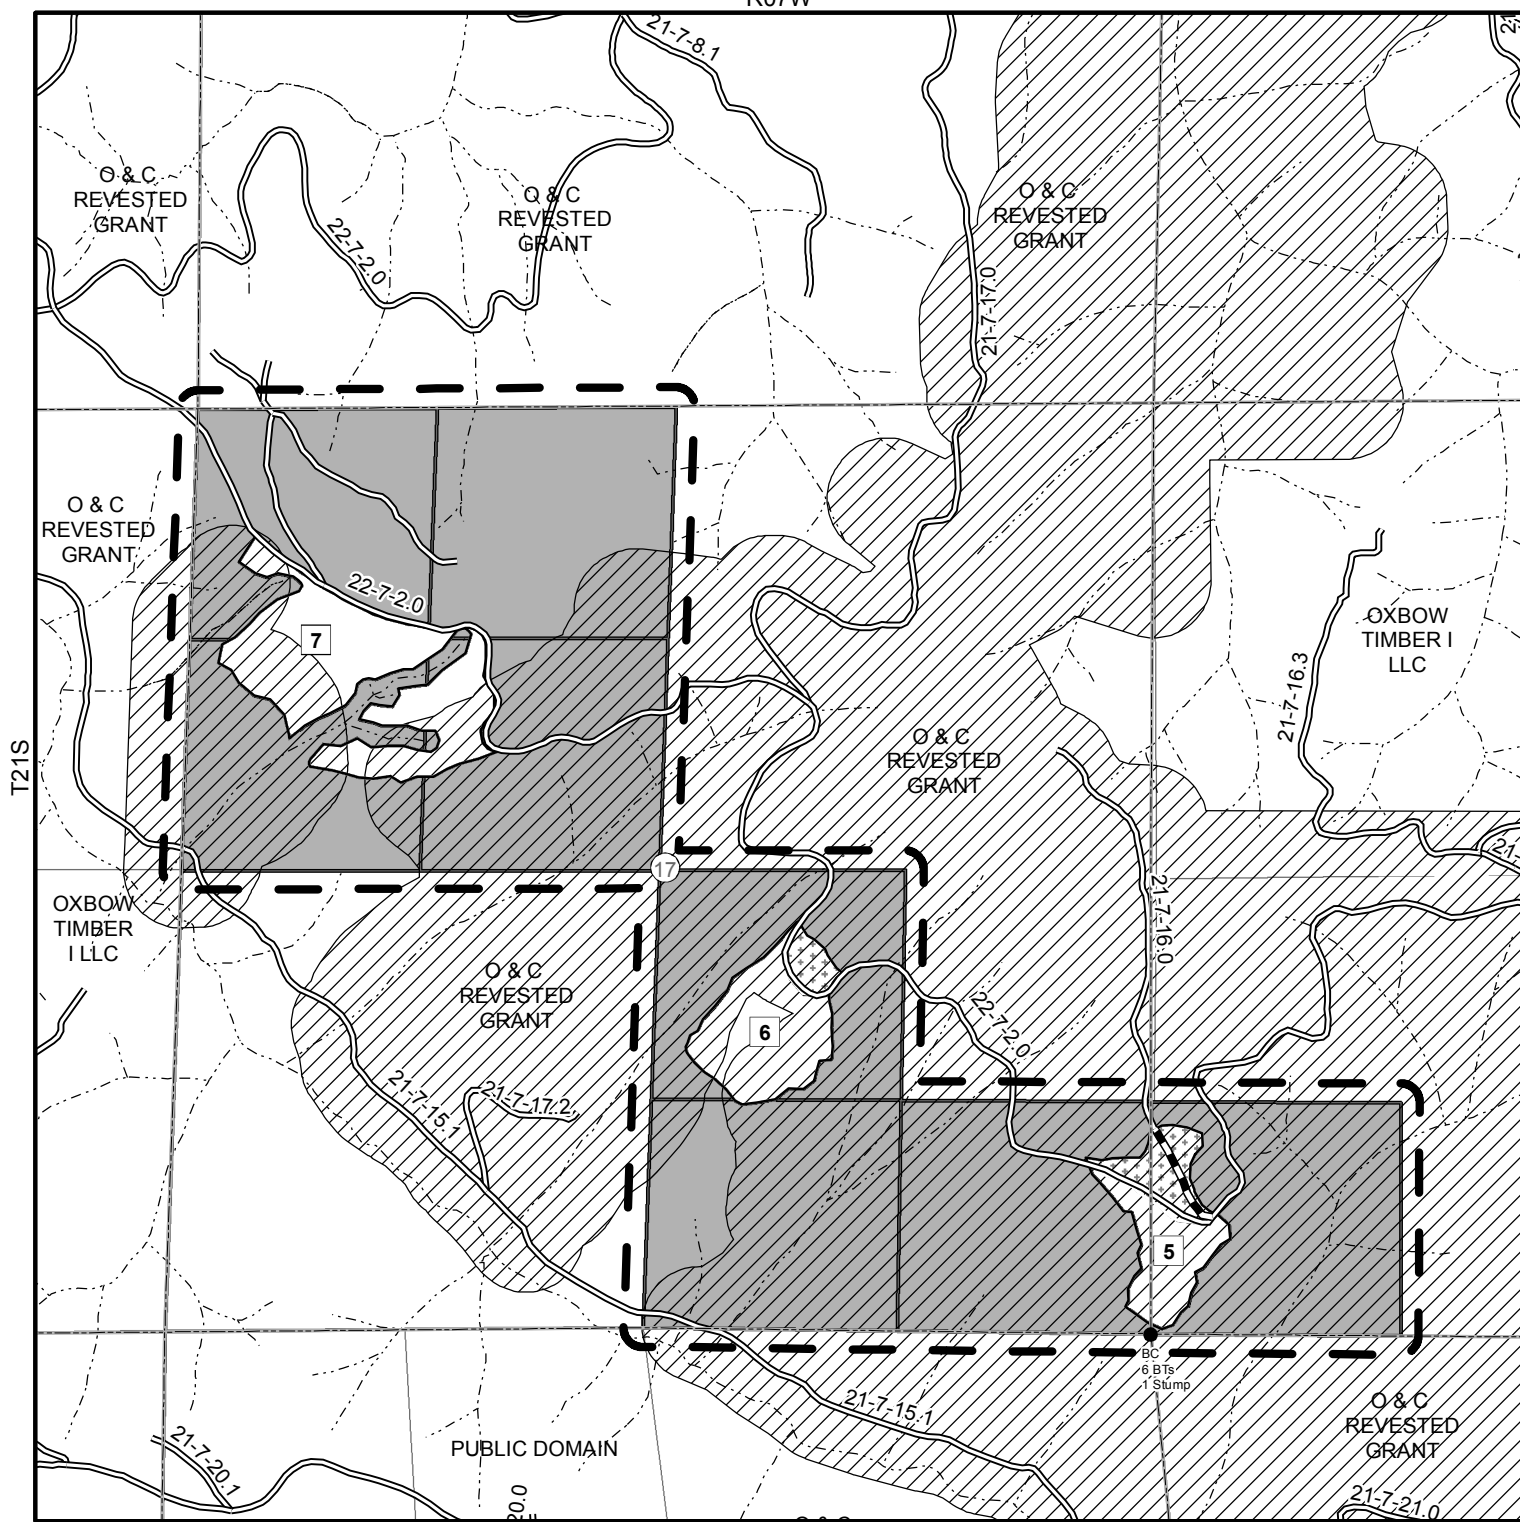 R07W
21-7-8.1
O & C
REVESTED
GRANT
O & C
REVESTED
GRANT
O & C
REVESTED
GRANT
22-7-2.0
21-7-17.0
O & C
REVESTED
GRANT
22-7-2.0
7
OXBOW
TIMBER I
LLC
21-7-16.3
T21S
O & C
REVESTED
GRANT
17
21-7-16.0
OXBOW
TIMBER
I LLC
O & C
REVESTED
GRANT
6
22-7-2.0
21-7-15.1
21-7-17.2
5
BC
6 BTs
1 Stump
21-7-15.1
O & C
REVESTED
GRANT
PUBLIC DOMAIN
21-7-20.1
21-7-21.0